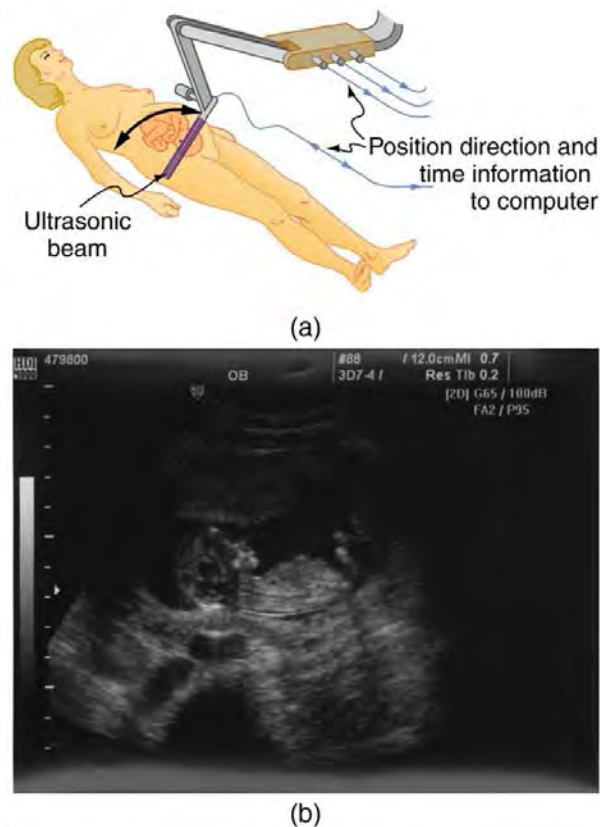 Position direction and
time information
to computer
Ultrasonic
beam
(a)
HDI 479800 #88 / 12.0cm MI 0.7
OB 3D7-4 / Res TIb 0.2
[2D] G65 / 100dB
FA2 / P95
(b)